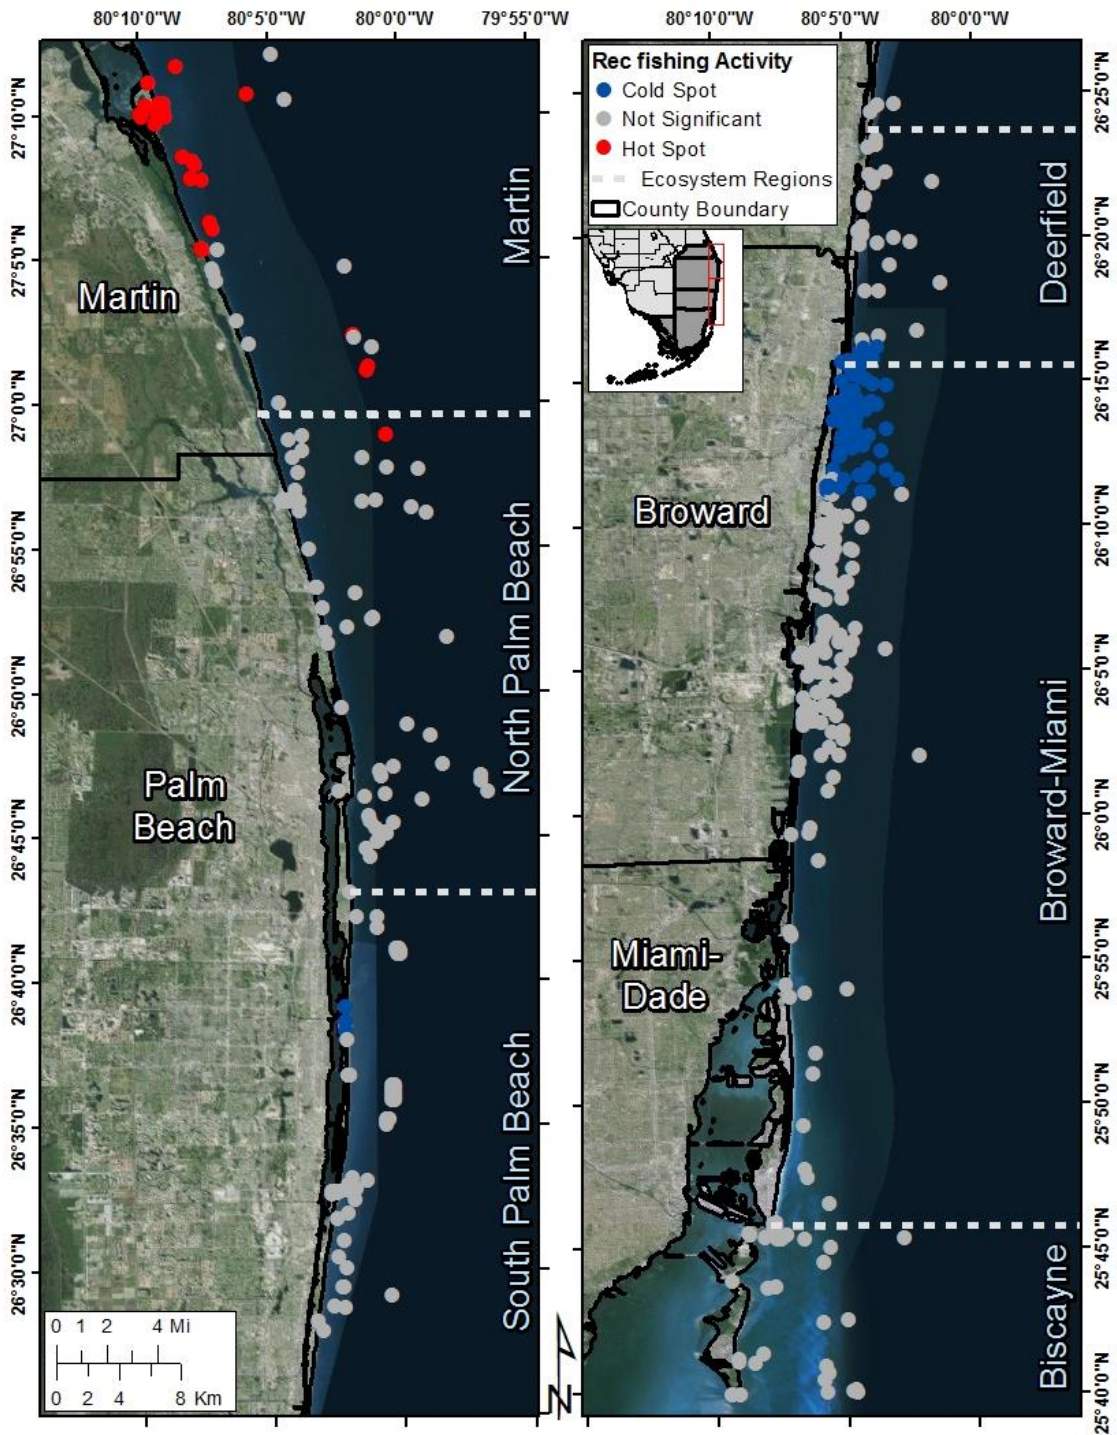 80°10'0"W 80°5'0"W 80°0'0"W 79°55'0"W
80°10'0"W 80°5'0"W 80°0'0"W
27°10'0"N
27°5'0"N
27°0'0"N
26°55'0"N
26°50'0"N
26°45'0"N
26°40'0"N
26°35'0"N
26°30'0"N
Martin
Palm
Beach
Martin
North Palm Beach
South Palm Beach
0 1 2 4 Mi
0 2 4 8 Km
N
Rec fishing Activity
Cold Spot
Not Significant
Hot Spot
Ecosystem Regions
County Boundary
Broward
Miami-
Dade
Deerfield
Broward-Miami
Biscayne
26°25'0"N
26°20'0"N
26°15'0"N
26°10'0"N
26°5'0"N
26°0'0"N
25°55'0"N
25°50'0"N
25°45'0"N
25°40'0"N